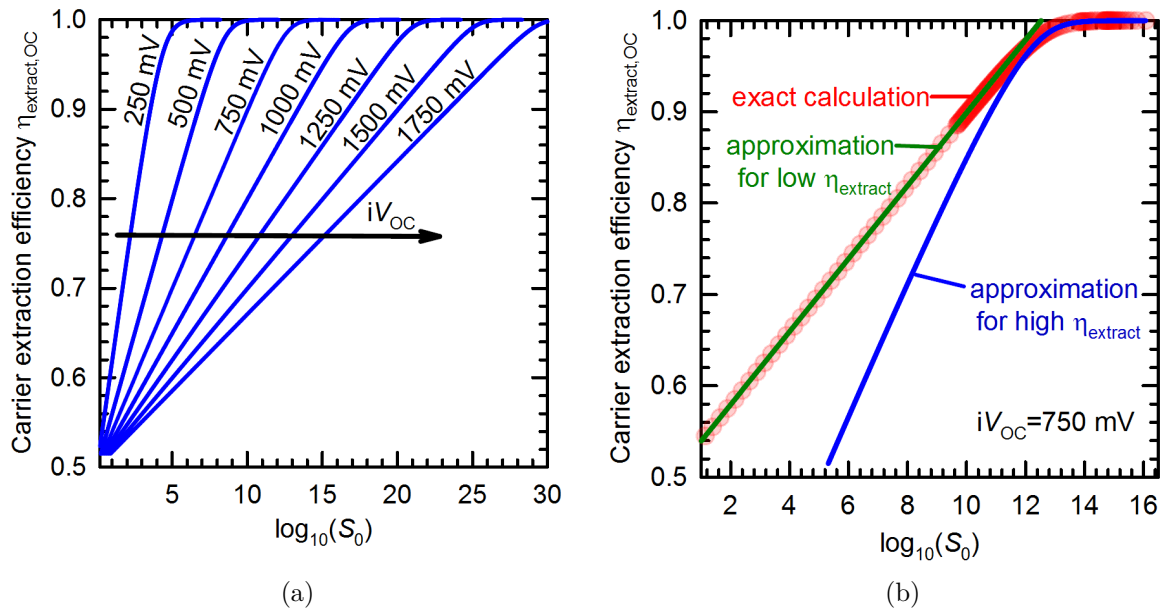 Carrier extraction efficiency ηextract,OC
1.0
0.9
0.8
0.7
0.6
0.5
250 mV
500 mV
750 mV
1000 mV
1250 mV
1500 mV
1750 mV
iVOC
5 10 15 20 25 30
log10(S0)
(a)
Carrier extraction efficiency ηextract,OC
1.0
0.9
0.8
0.7
0.6
0.5
exact calculation
approximation
for low ηextract
approximation
for high ηextract
iVOC=750 mV
2 4 6 8 10 12 14 16
log10(S0)
(b)